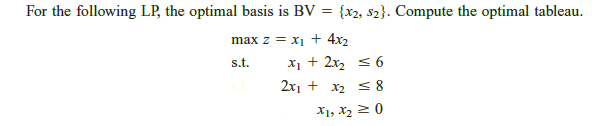 For the following LP, the optimal basis is BV = {x₂, s₂}. Compute the optimal tableau.
max z = x₁ + 4x₂
s.t. x₁ + 2x₂ ≤ 6
2x₁ + x₂ ≤ 8
x₁, x₂ ≥ 0